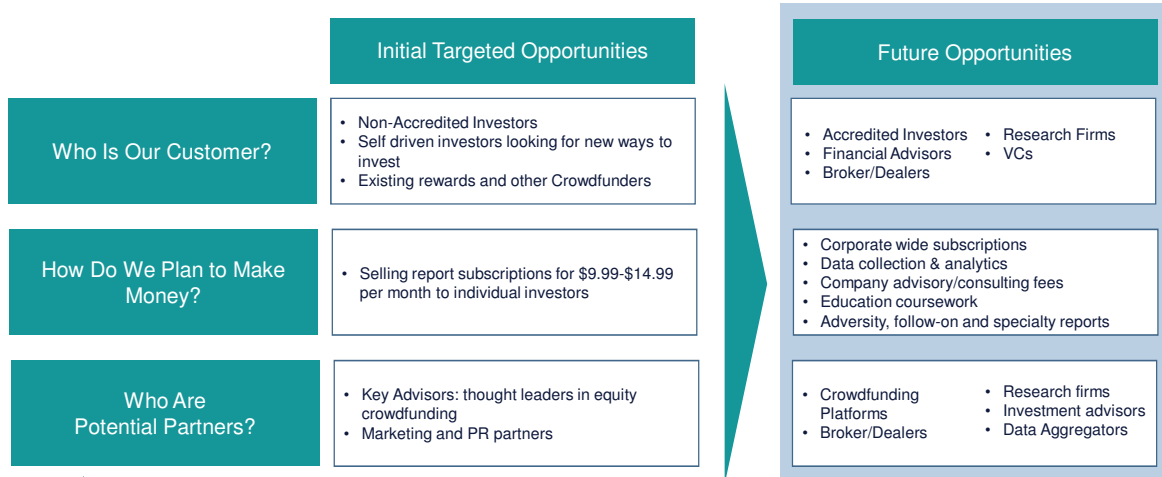 Initial Targeted Opportunities
Future Opportunities
Who Is Our Customer?
• Non-Accredited Investors
• Self driven investors looking for new ways to
invest
• Existing rewards and other Crowdfunders
• Accredited Investors
• Financial Advisors
• Broker/Dealers
• Research Firms
• VCs
How Do We Plan to Make
Money?
• Selling report subscriptions for $9.99-$14.99
per month to individual investors
• Corporate wide subscriptions
• Data collection & analytics
• Company advisory/consulting fees
• Education coursework
• Adversity, follow-on and specialty reports
Who Are
Potential Partners?
• Key Advisors: thought leaders in equity
crowdfunding
• Marketing and PR partners
• Crowdfunding
Platforms
• Broker/Dealers
• Research firms
• Investment advisors
• Data Aggregators